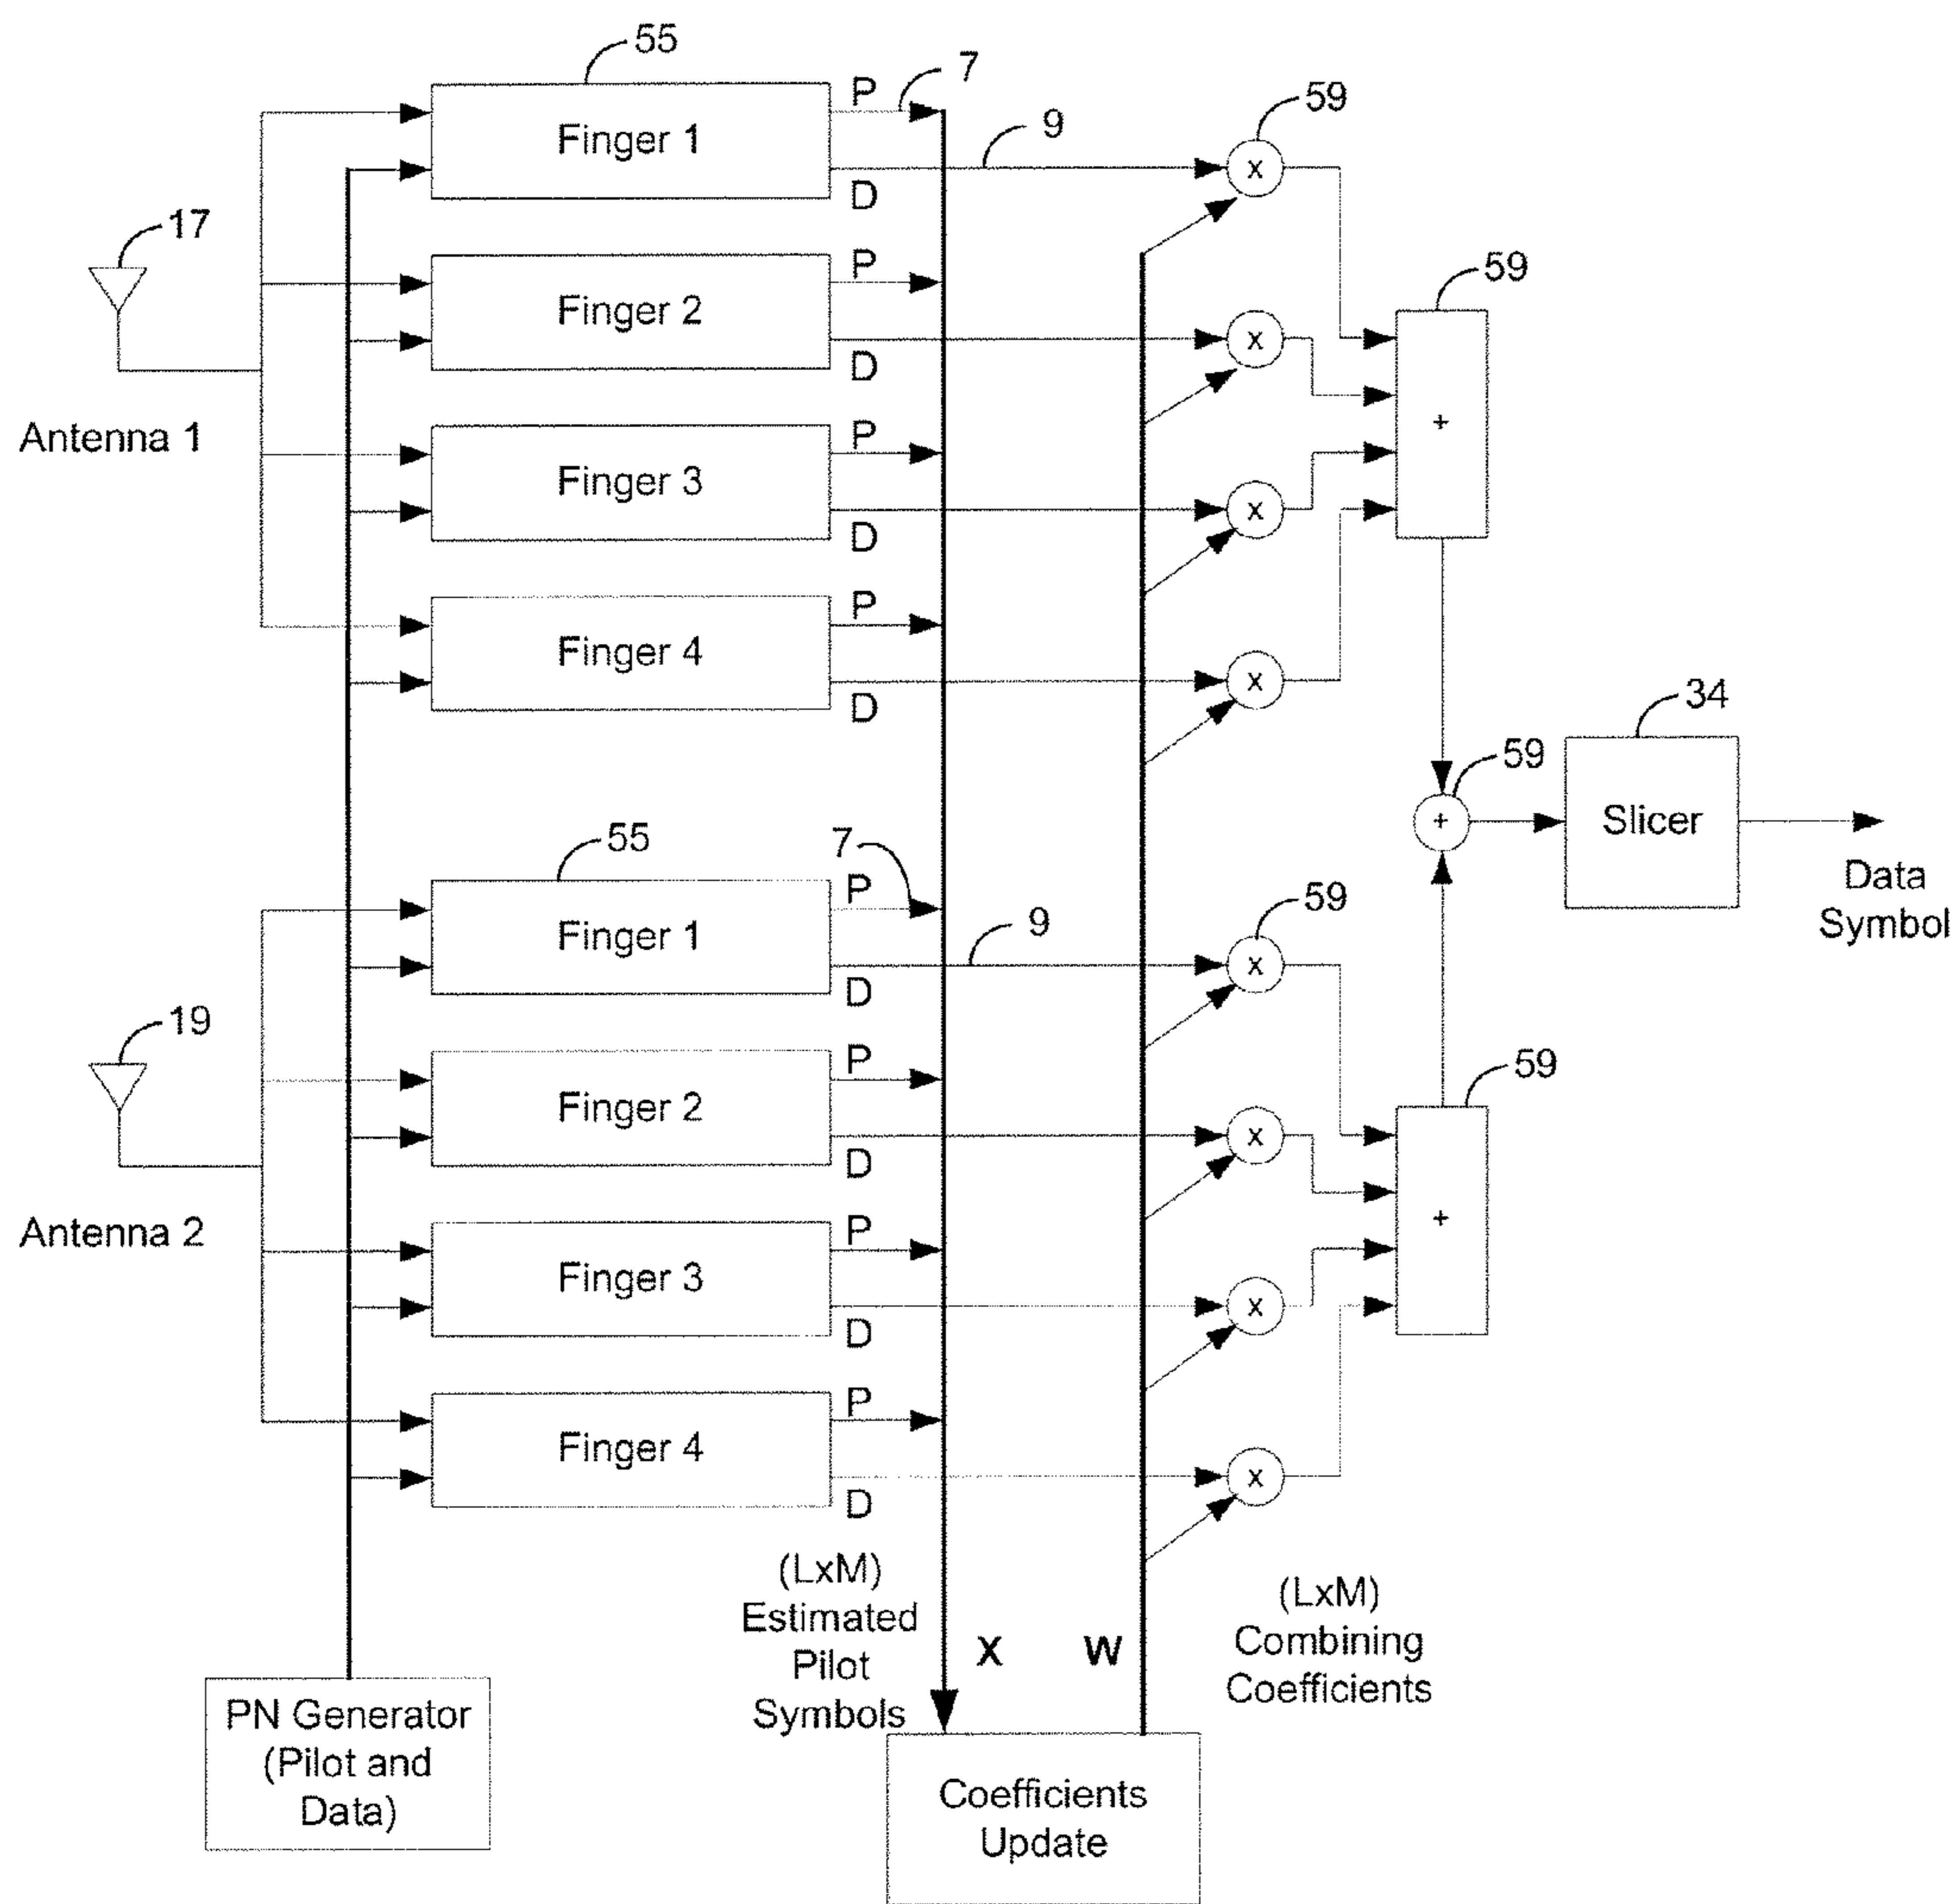 55
P
7
59
Finger 1
9
D
17
P
59
Finger 2
x
D
P
+
Antenna 1
Finger 3
x
D
P
Finger 4
x
D
34
59
+
Slicer
55
7
P
Data
Symbol
59
Finger 1
9
x
D
19
P
59
Finger 2
x
D
P
+
Antenna 2
Finger 3
x
D
P
Finger 4
x
D
(LxM)
Estimated
Pilot
Symbols
X
W
(LxM)
Combining
Coefficients
PN Generator
(Pilot and
Data)
Coefficients
Update
x